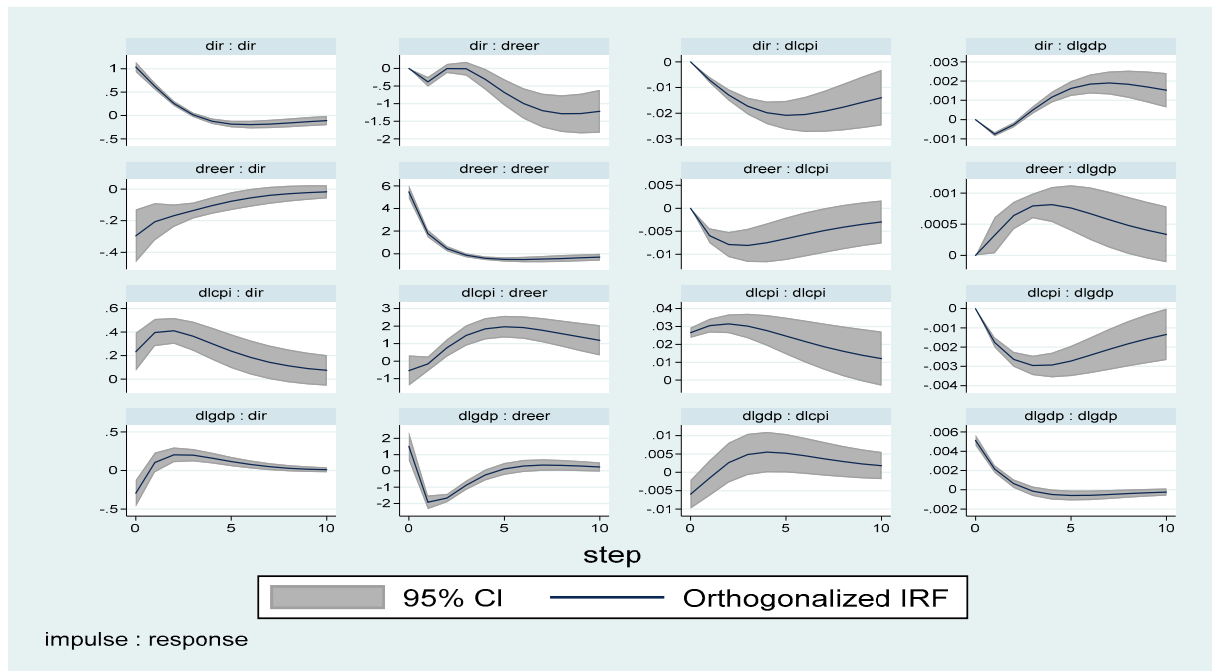 dir : dir
dir : dreer
dir : dlcpi
dir : dlgdp
1
.5
0
-.5
0
-.5
-1
-1.5
-2
0
-.01
-.02
-.03
.003
.002
.001
0
-.001
dreer : dir
dreer : dreer
dreer : dlcpi
dreer : dlgdp
0
-.2
-.4
6
4
2
0
.005
0
-.005
-.01
.001
.0005
0
dlcpi : dir
dlcpi : dreer
dlcpi : dlcpi
dlcpi : dlgdp
.6
.4
.2
0
3
2
1
0
-1
.04
.03
.02
.01
0
0
-.001
-.002
-.003
-.004
dlgdp : dir
dlgdp : dreer
dlgdp : dlcpi
dlgdp : dlgdp
.5
0
-.5
2
1
0
-1
-2
.01
.005
0
-.005
-.01
.006
.004
.002
0
-.002
0 5 10
0 5 10
0 5 10
0 5 10
step
95% CI
Orthogonalized IRF
impulse : response